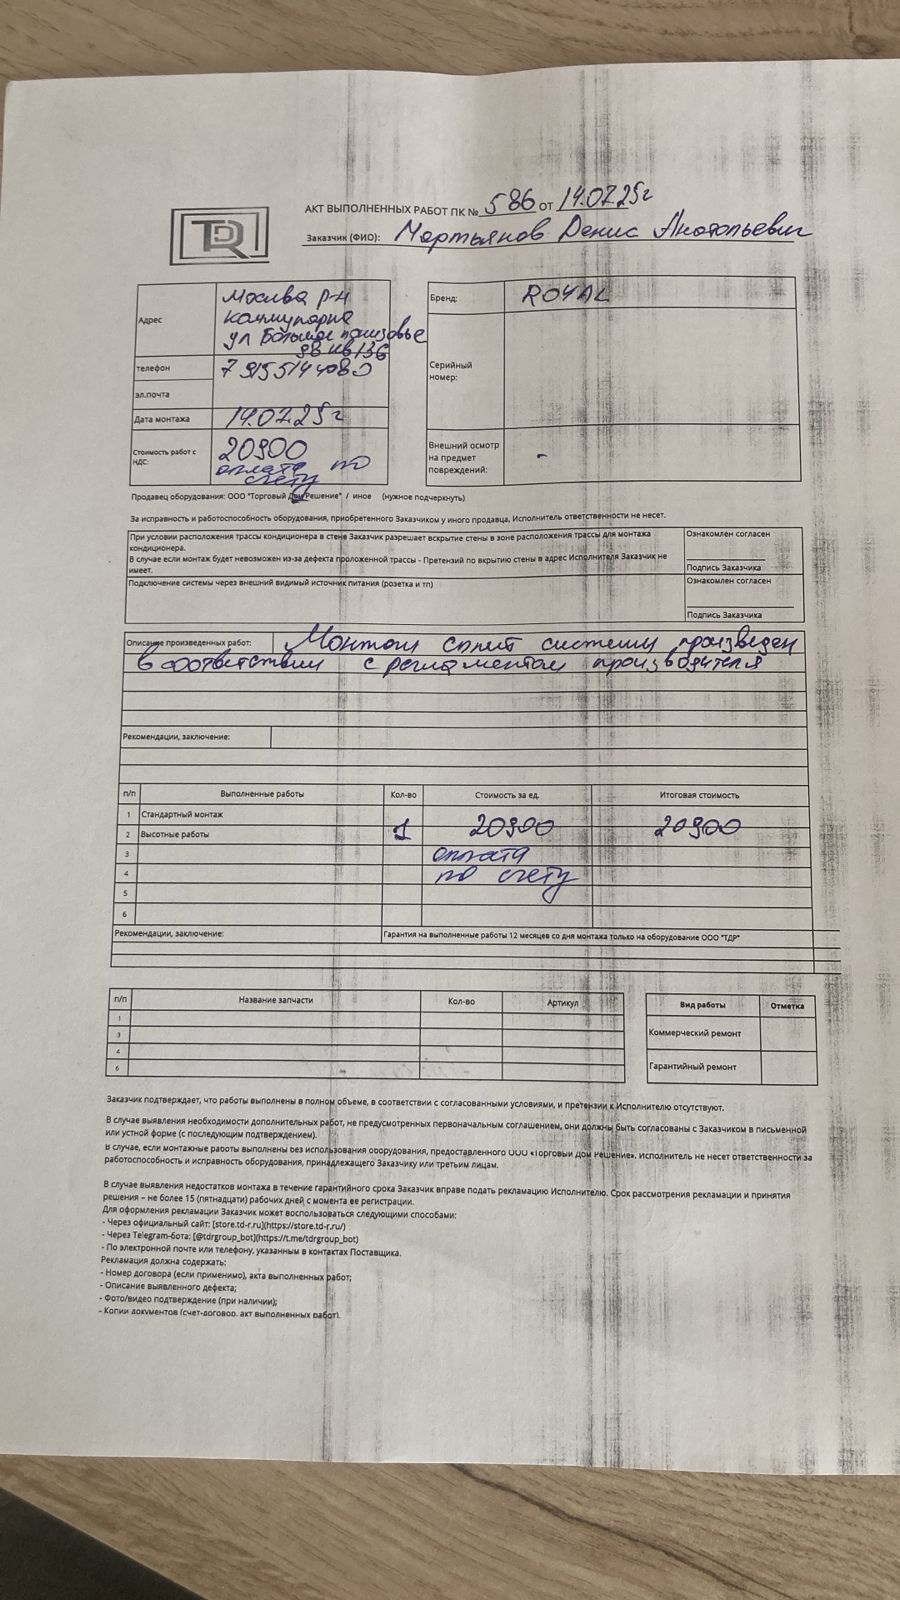 TDR
АКТ ВЫПОЛНЕННЫХ РАБОТ ПК № 586 от 14.07.25г
Заказчик (ФИО): Мартьянов Денис Анатольевич
Адрес
Москва р-н
ул Большое понизовье
9в кв 136
телефон
7 915 514 4080
эл.почта
Дата монтажа
14.07.25г
Стоимость работ с НДС:
20900
оплата по
счету
Бренд:
ROYAL
Серийный
номер:
Внешний осмотр
на предмет
повреждений:
-
Продавец оборудования: ООО "Торговый Дом Решение" / иное (нужное подчеркнуть)
За исправность и работоспособность оборудования, приобретенного Заказчиком у иного продавца, Исполнитель ответственности не несет.
При условии расположения трассы кондиционера в стене Заказчик разрешает вскрытие стены в зоне расположения трассы для монтажа
кондиционера.
В случае если монтаж будет невозможен из-за дефекта проложенной трассы - Претензий по вкрытию стены в адрес Исполнителя Заказчик не
имеет.
Ознакомлен согласен
Подпись Заказчика
Подключение системы через внешний видимый источник питания (розетка и тп)
Ознакомлен согласен
Подпись Заказчика
Описание произведенных работ: Монтаж сплит системы произведен
в соответствии с регламентом производителя
Рекомендации, заключение:
п/п Выполненные работы Кол-во Стоимость за ед. Итоговая стоимость
1 Стандартный монтаж
2 Высотные работы 1 20900 20900
3 оплата
4 по счету
5
6
Рекомендации, заключение: Гарантия на выполненные работы 12 месяцев со дня монтажа только на оборудование ООО "ТДР"
п/п Название запчасти Кол-во Артикул
1
3
4
6
Вид работы Отметка
Коммерческий ремонт
Гарантийный ремонт
Заказчик подтверждает, что работы выполнены в полном объеме, в соответствии с согласованными условиями, и претензии к Исполнителю отсутствуют.
В случае выявления необходимости дополнительных работ, не предусмотренных первоначальным соглашением, они должны быть согласованы с Заказчиком в письменной
или устной форме (с последующим подтверждением).
В случае, если монтажные работы выполнены без использования оборудования, предоставленного ООО «Торговый Дом Решение», Исполнитель не несет ответственности за
работоспособность и исправность оборудования, принадлежащего Заказчику или третьим лицам.
В случае выявления недостатков монтажа в течение гарантийного срока Заказчик вправе подать рекламацию Исполнителю. Срок рассмотрения рекламации и принятия
решения – не более 15 (пятнадцати) рабочих дней с момента ее регистрации.
Для оформления рекламации Заказчик может воспользоваться следующими способами:
- Через официальный сайт: [store.td-r.ru](https://store.td-r.ru/)
- Через Telegram-бота: [@tdrgroup_bot](https://t.me/tdrgroup_bot)
- По электронной почте или телефону, указанным в контактах Поставщика.
Рекламация должна содержать:
- Номер договора (если применимо), акта выполненных работ;
- Описание выявленного дефекта;
- Фото/видео подтверждение (при наличии);
- Копии документов (счет-договор, акт выполненных работ).